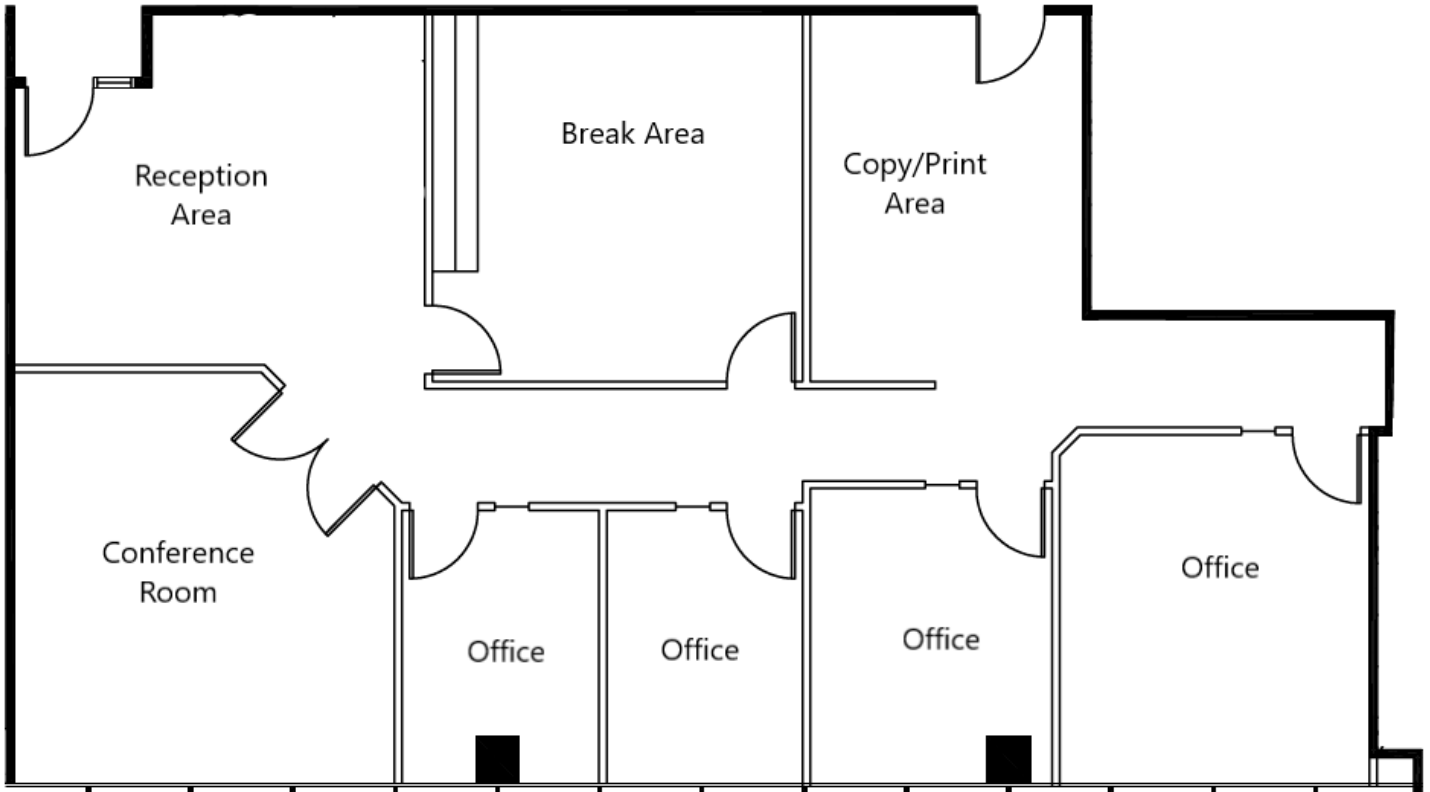 Break Area
Copy/Print
Area
Reception
Area
Conference
Room
Office
Office
Office
Office